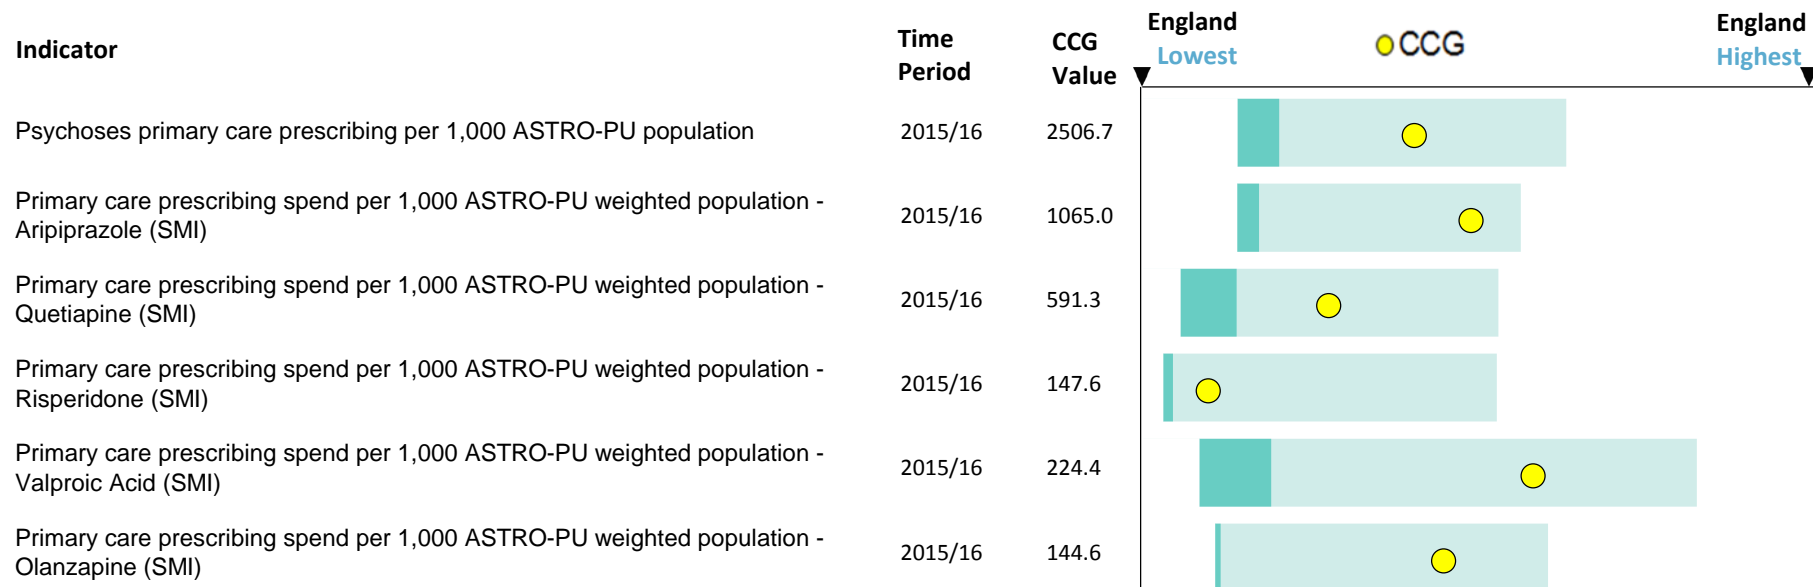 Indicator
Time
Period
CCG
Value
England
Lowest
CCG
England
Highest
Psychoses primary care prescribing per 1,000 ASTRO-PU population
2015/16
2506.7
Primary care prescribing spend per 1,000 ASTRO-PU weighted population -
Aripiprazole (SMI)
2015/16
1065.0
Primary care prescribing spend per 1,000 ASTRO-PU weighted population -
Quetiapine (SMI)
2015/16
591.3
Primary care prescribing spend per 1,000 ASTRO-PU weighted population -
Risperidone (SMI)
2015/16
147.6
Primary care prescribing spend per 1,000 ASTRO-PU weighted population -
Valproic Acid (SMI)
2015/16
224.4
Primary care prescribing spend per 1,000 ASTRO-PU weighted population -
Olanzapine (SMI)
2015/16
144.6